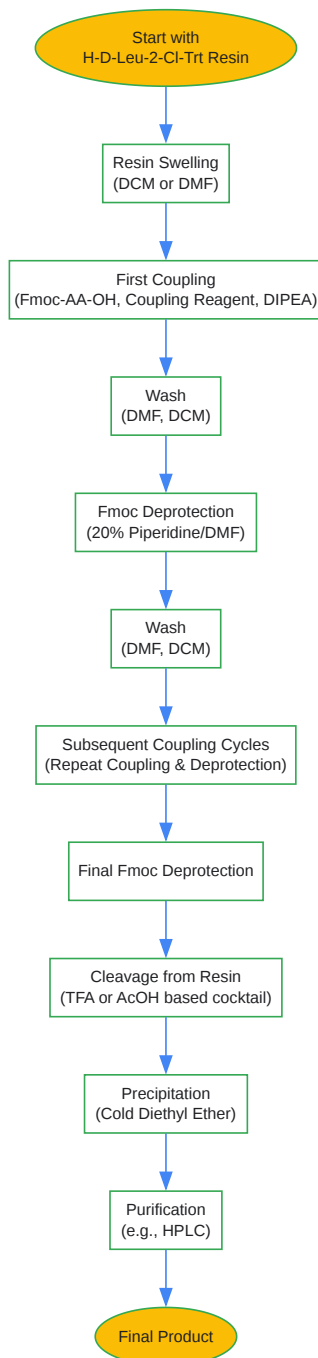 Start with
H-D-Leu-2-Cl-Trt Resin
Resin Swelling
(DCM or DMF)
First Coupling
(Fmoc-AA-OH, Coupling Reagent, DIPEA)
Wash
(DMF, DCM)
Fmoc Deprotection
(20% Piperidine/DMF)
Wash
(DMF, DCM)
Subsequent Coupling Cycles
(Repeat Coupling & Deprotection)
Final Fmoc Deprotection
Cleavage from Resin
(TFA or AcOH based cocktail)
Precipitation
(Cold Diethyl Ether)
Purification
(e.g., HPLC)
Final Product